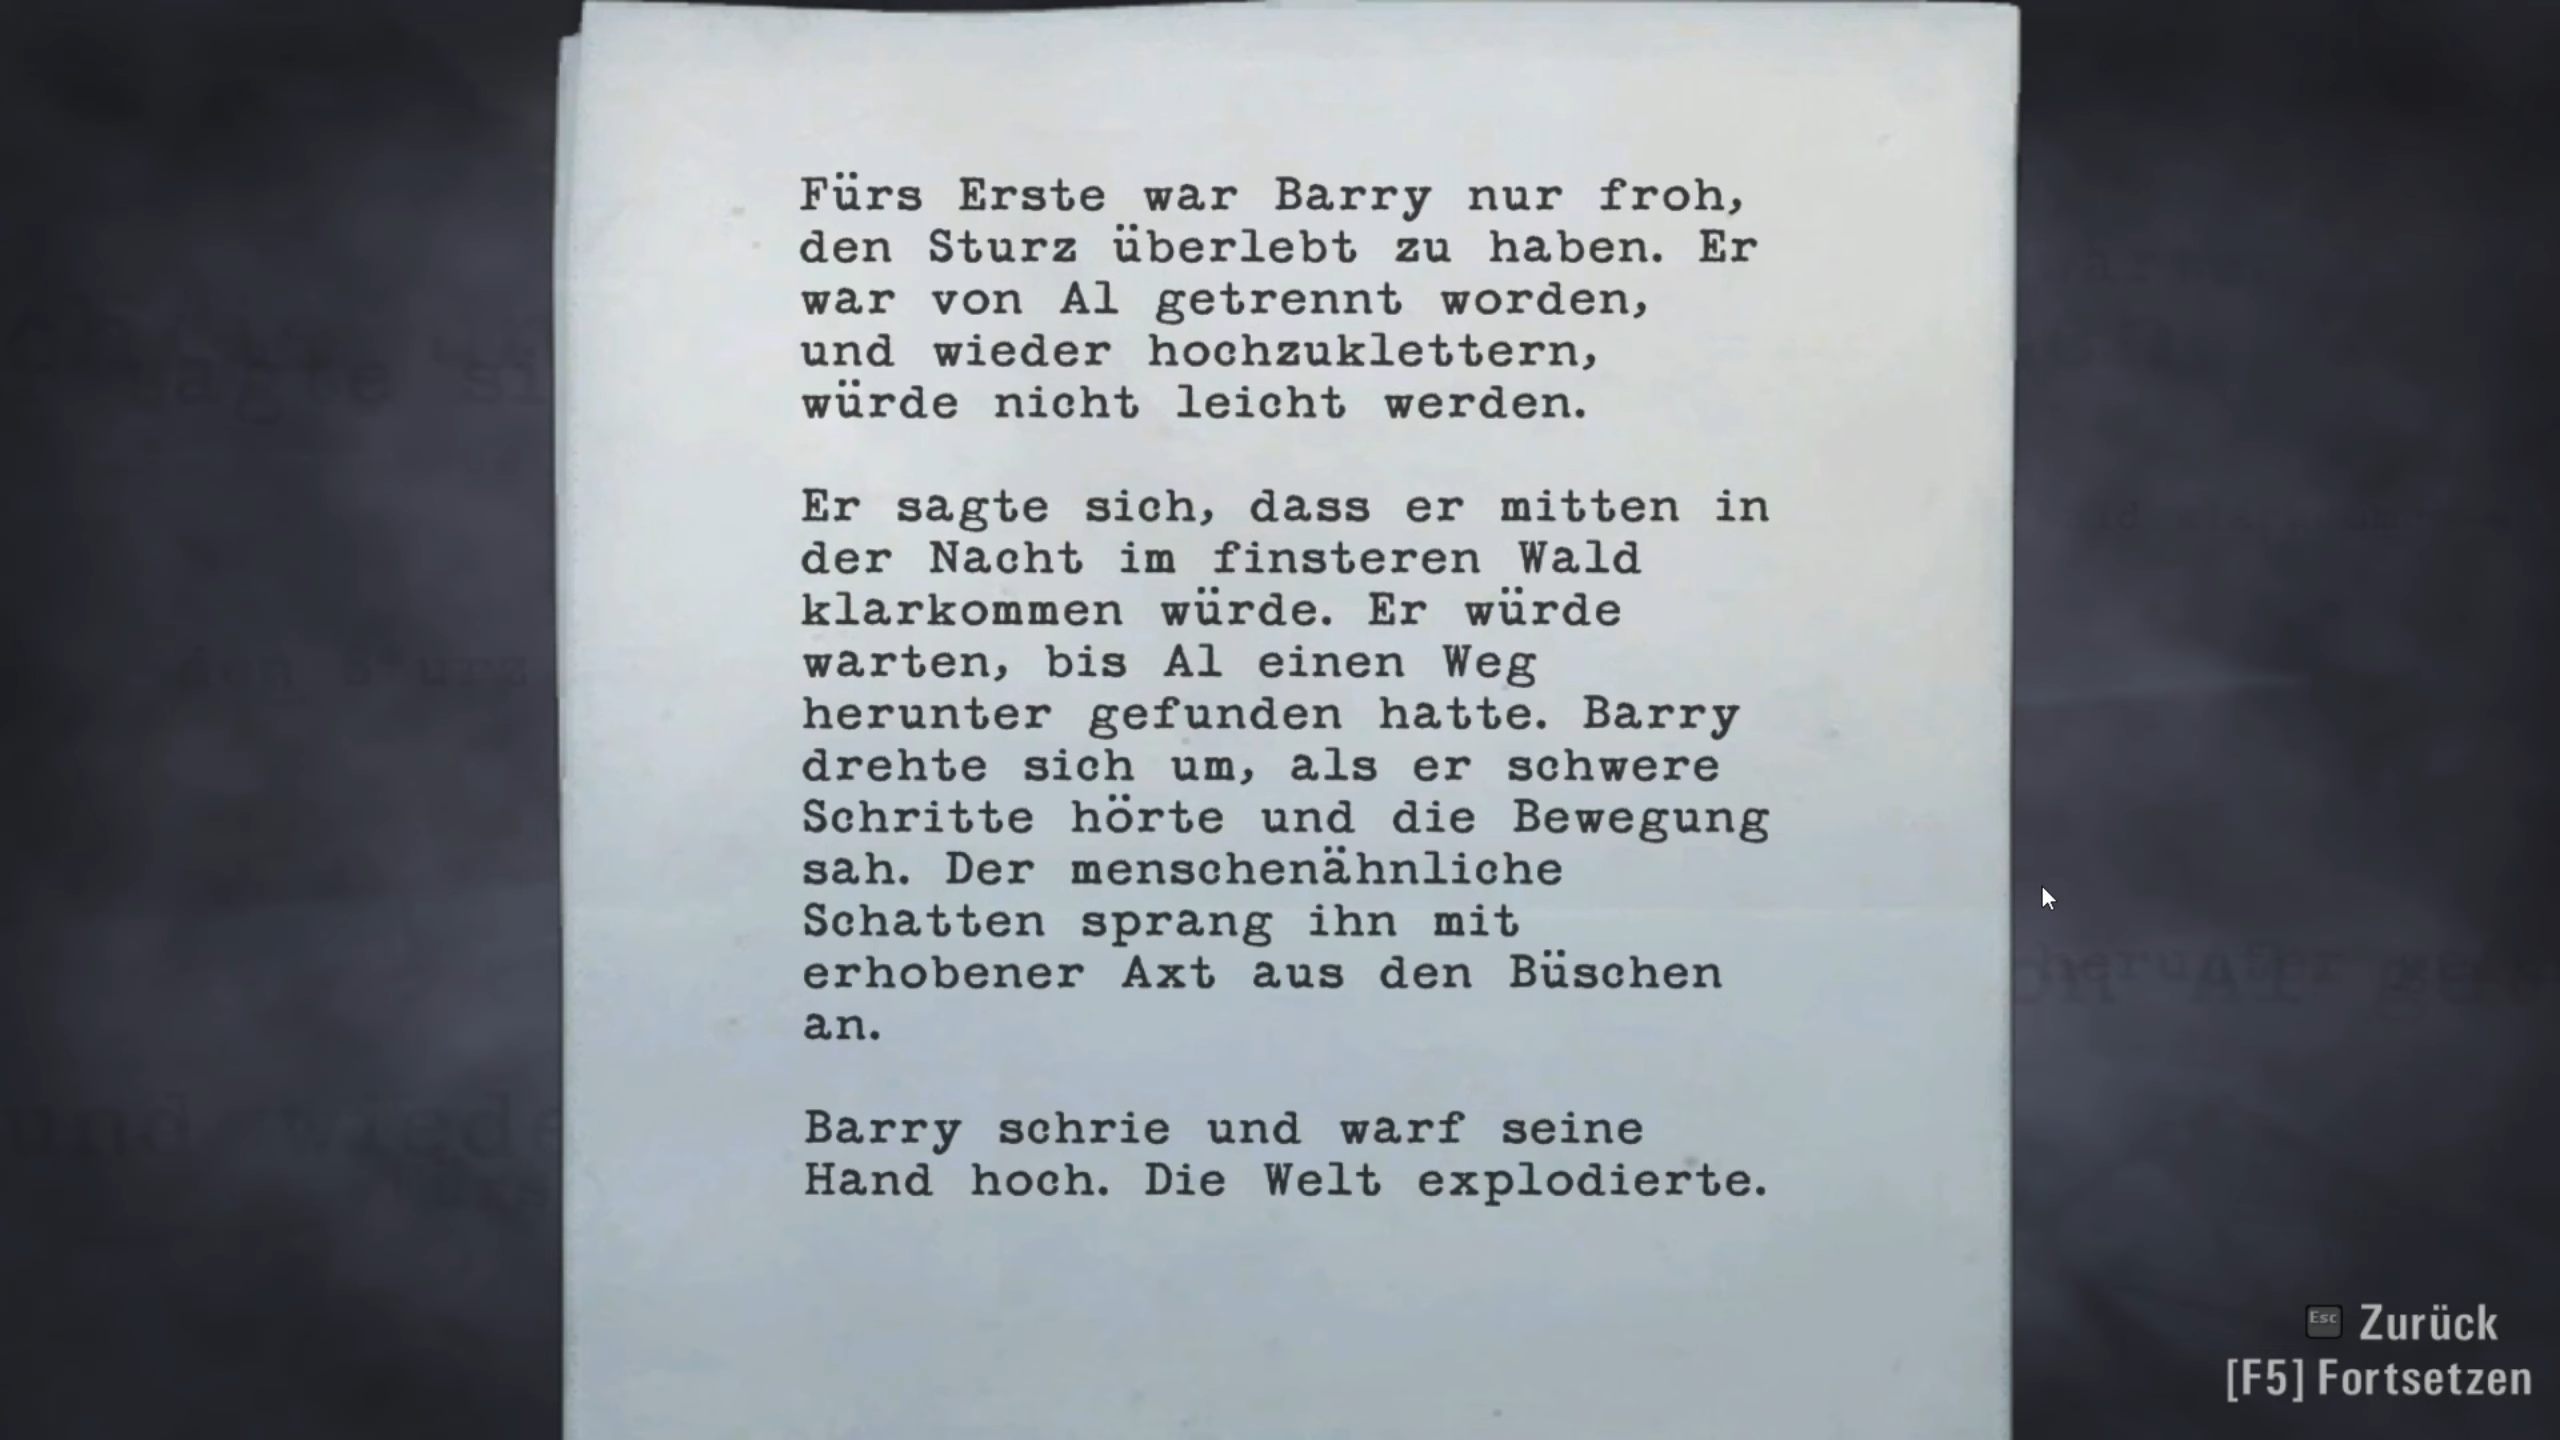 Fürs Erste war Barry nur froh,
den Sturz überlebt zu haben. Er
war von Al getrennt worden,
und wieder hochzuklettern,
würde nicht leicht werden.
Er sagte sich, dass er mitten in
der Nacht im finsteren Wald
klarkommen würde. Er würde
warten, bis Al einen Weg
herunter gefunden hatte. Barry
drehte sich um, als er schwere
Schritte hörte und die Bewegung
sah. Der menschenähnliche
Schatten sprang ihn mit
erhobener Axt aus den Büschen
an.
Barry schrie und warf seine
Hand hoch. Die Welt explodierte.
Esc Zurück
[F5] Fortsetzen